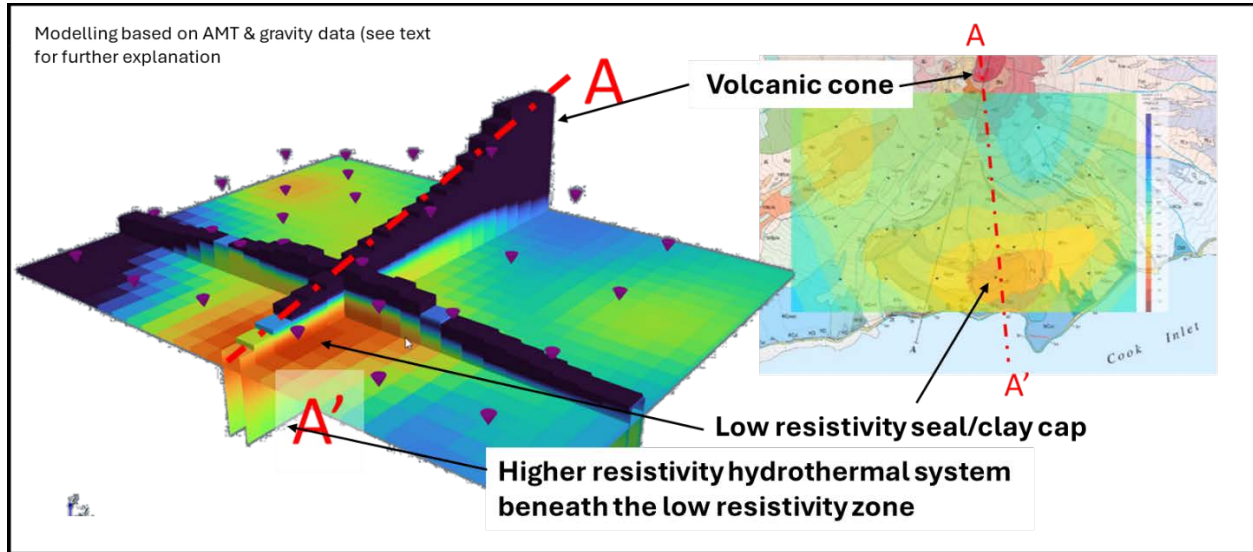 Modelling based on AMT & gravity data (see text
for further explanation
A
Volcanic cone
A
A
Cook Inlet
A'
A'
Low resistivity seal/clay cap
Higher resistivity hydrothermal system
beneath the low resistivity zone